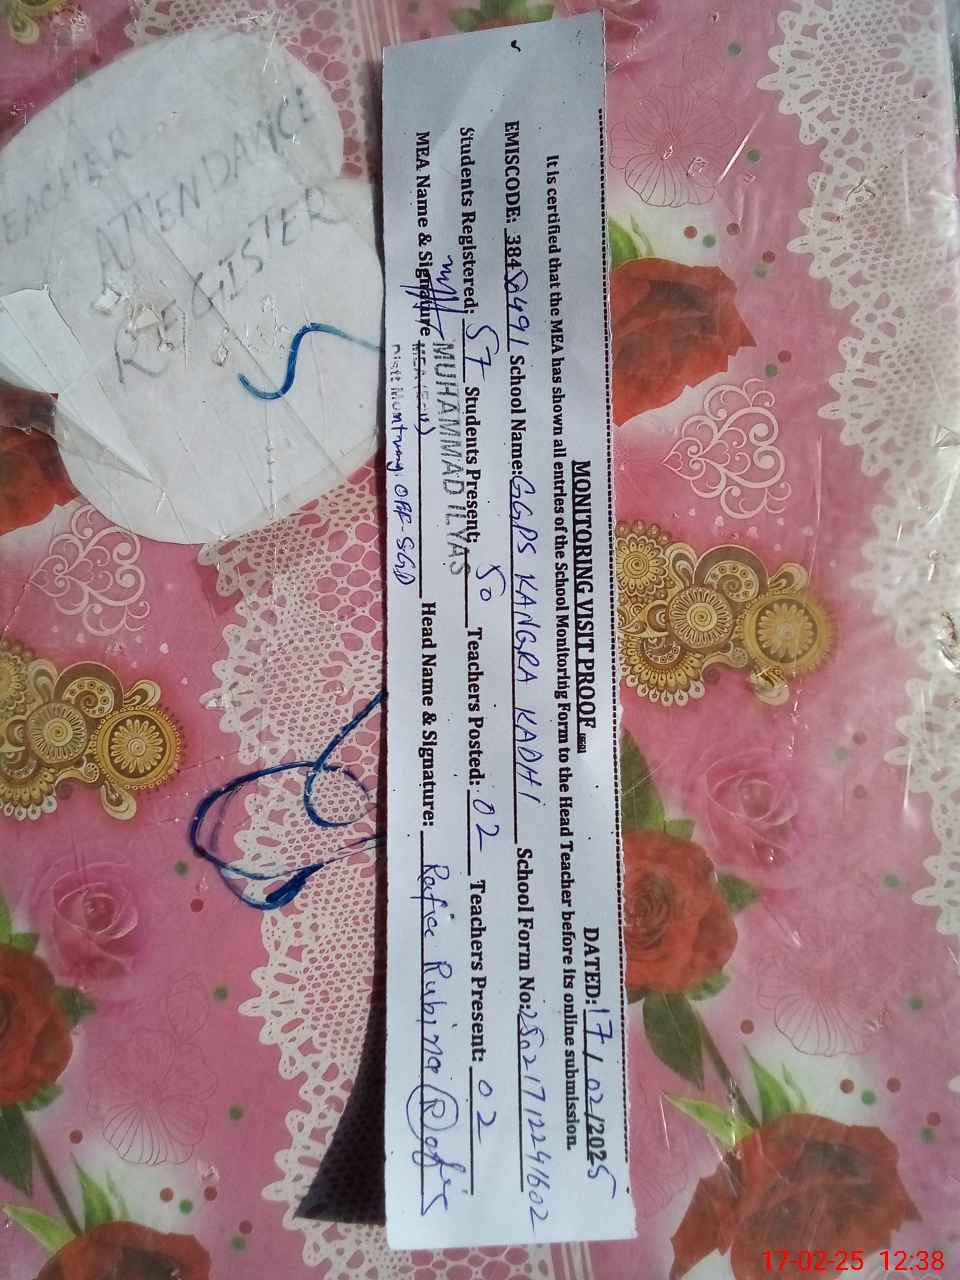 MONITORING VISIT PROOF DATED: 17/02/2025
It is certified that the MEA has shown all entries of the School Monitoring Form to the Head Teacher before its online submission.
EMISCODE: 38450491 School Name: GGPS KANGRA KADHI School Form No: 250217122491602
Students Registered: 57 Students Present: 50 Teachers Posted: 02 Teachers Present: 02
MUHAMMAD ILYAS
MEA Name & Signature Head Name & Signature: Rafia Rubina
TEACHER
ATTENDANCE
REGISTER
17-02-25 12:38